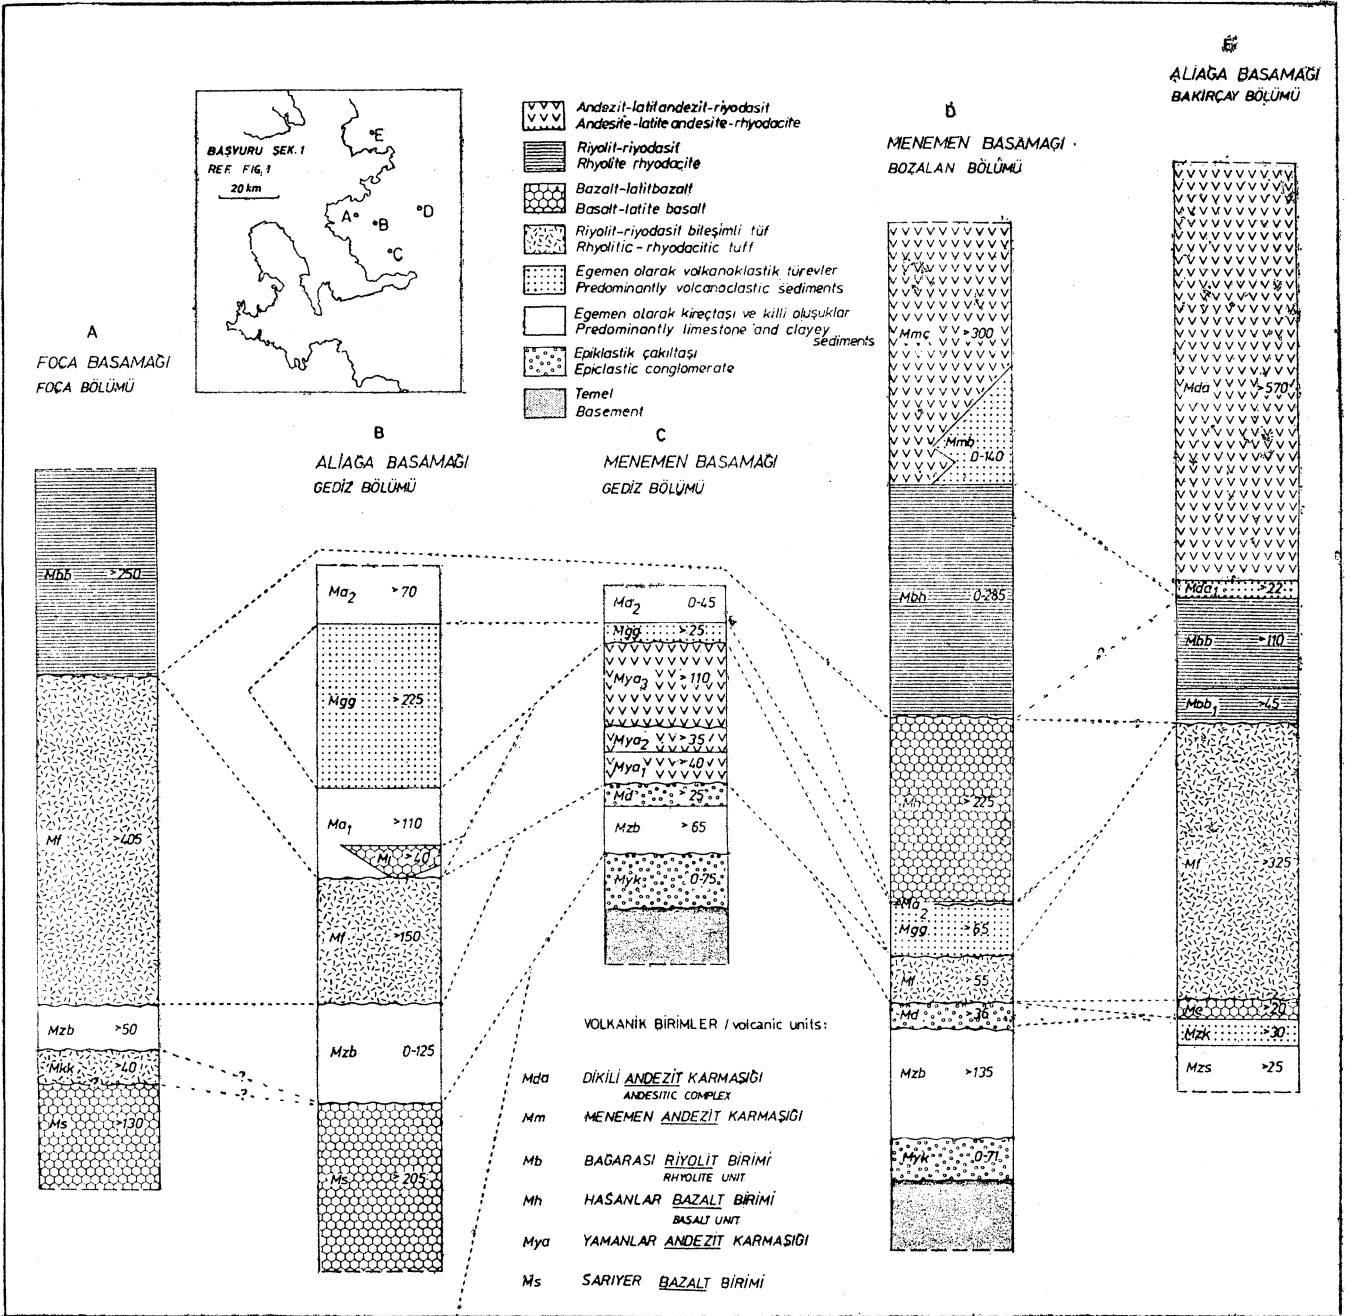 BAŞVURU ŞEK.1
REF. FIG.1
20 km
E
A
B
D
C
Andezit-latitandezit-riyodasit
Andesite-latite andesite-rhyodacite
Riyolit-riyodasit
Rhyolite rhyodacite
Bazalt-latitbazalt
Basalt-latite basalt
Riyolit-riyodasit bileşimli tüf
Rhyolitic-rhyodacitic tuff
Egemen olarak volkanoklastik türevler
Predominantly volcanoclastic sediments
Egemen olarak kireçtaşı ve killi oluşuklar
Predominantly limestone and clayey
sediments
Epiklastik çakıltaşı
Epiclastic conglomerate
Temel
Basement
A
FOÇA BASAMAĞI
FOÇA BÖLÜMÜ
Mbb >250
Mf >405
Mzb >50
Mkk >40
?
Ms >130
?
?
B
ALİAĞA BASAMAĞI
GEDİZ BÖLÜMÜ
Ma2 >70
Mgg >225
Ma1 >110
>40
Mf >150
Mzb 0-125
Ms >205
C
MENEMEN BASAMAĞI
GEDİZ BÖLÜMÜ
Ma2 0-45
Mgg >25
Mya3 >110
Mya2 >35
Mya1 >40
Md >25
Mzb >65
Myk 0-75
D
MENEMEN BASAMAĞI
BOZALAN BÖLÜMÜ
Mmç >300
Mmb
0-140
Mbb 0-285
Mh >225
Ma2
Mgg >65
Mf >55
Md >36
Mzb >135
Myk 0-71
?
E
ALİAĞA BASAMAĞI
BAKIRÇAY BÖLÜMÜ
Mda >570
Mda1 >22
Mbb >110
Mbb1 >45
Mf >325
?
Me >20
Mzk >30
Mzs >25
VOLKANİK BİRİMLER / volcanic units:
Mda DİKİLİ ANDEZİT KARMAŞIĞI
ANDESITIC COMPLEX
Mm MENEMEN ANDEZİT KARMAŞIĞI
Mb BAĞARASI RİYOLİT BİRİMİ
RHYOLITE UNIT
Mh HASANLAR BAZALT BİRİMİ
BASALT UNIT
Mya YAMANLAR ANDEZİT KARMAŞIĞI
Ms SARIYER BAZALT BİRİMİ